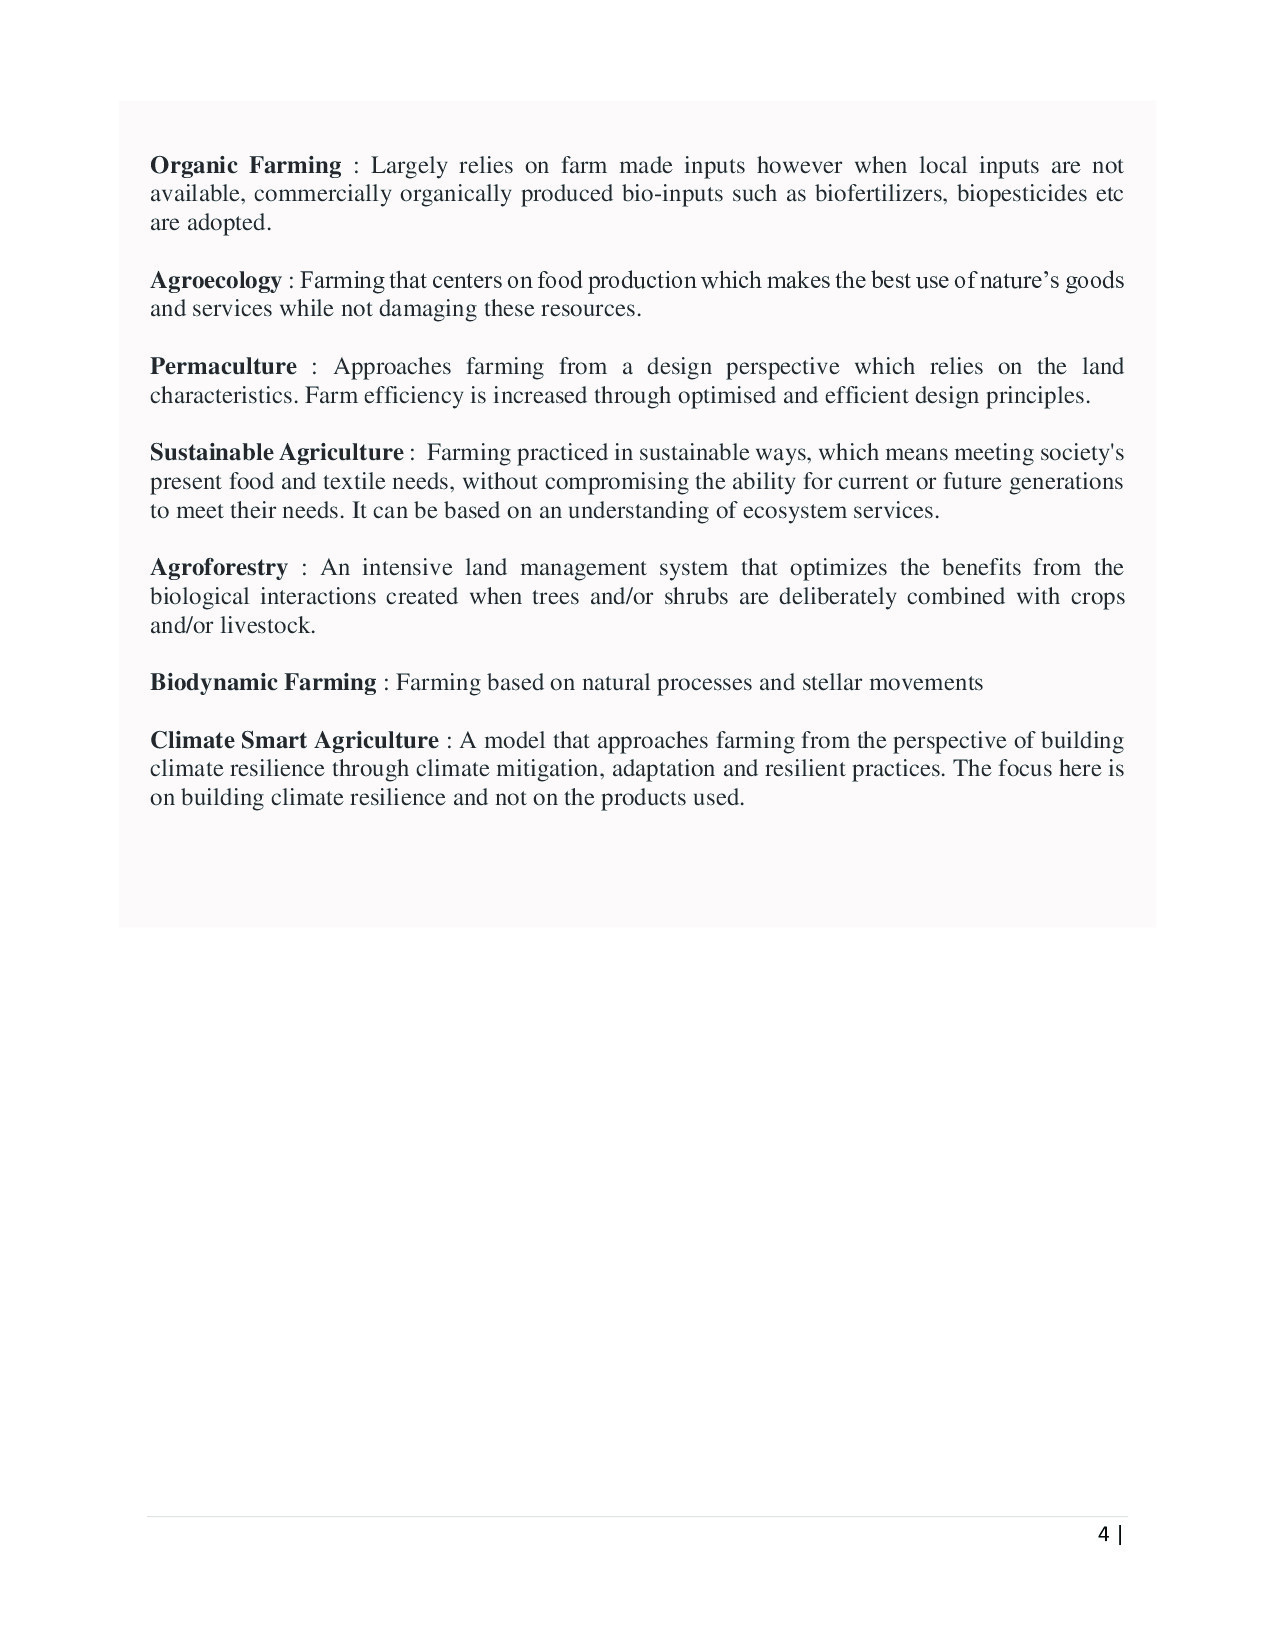 Organic Farming : Largely relies on farm made inputs however when local inputs are not
available, commercially organically produced bio-inputs such as biofertilizers, biopesticides etc
are adopted.
Agroecology : Farming that centers on food production which makes the best use of nature’s goods
and services while not damaging these resources.
Permaculture : Approaches farming from a design perspective which relies on the land
characteristics. Farm efficiency is increased through optimised and efficient design principles.
Sustainable Agriculture : Farming practiced in sustainable ways, which means meeting society's
present food and textile needs, without compromising the ability for current or future generations
to meet their needs. It can be based on an understanding of ecosystem services.
Agroforestry : An intensive land management system that optimizes the benefits from the
biological interactions created when trees and/or shrubs are deliberately combined with crops
and/or livestock.
Biodynamic Farming : Farming based on natural processes and stellar movements
Climate Smart Agriculture : A model that approaches farming from the perspective of building
climate resilience through climate mitigation, adaptation and resilient practices. The focus here is
on building climate resilience and not on the products used.
4 |